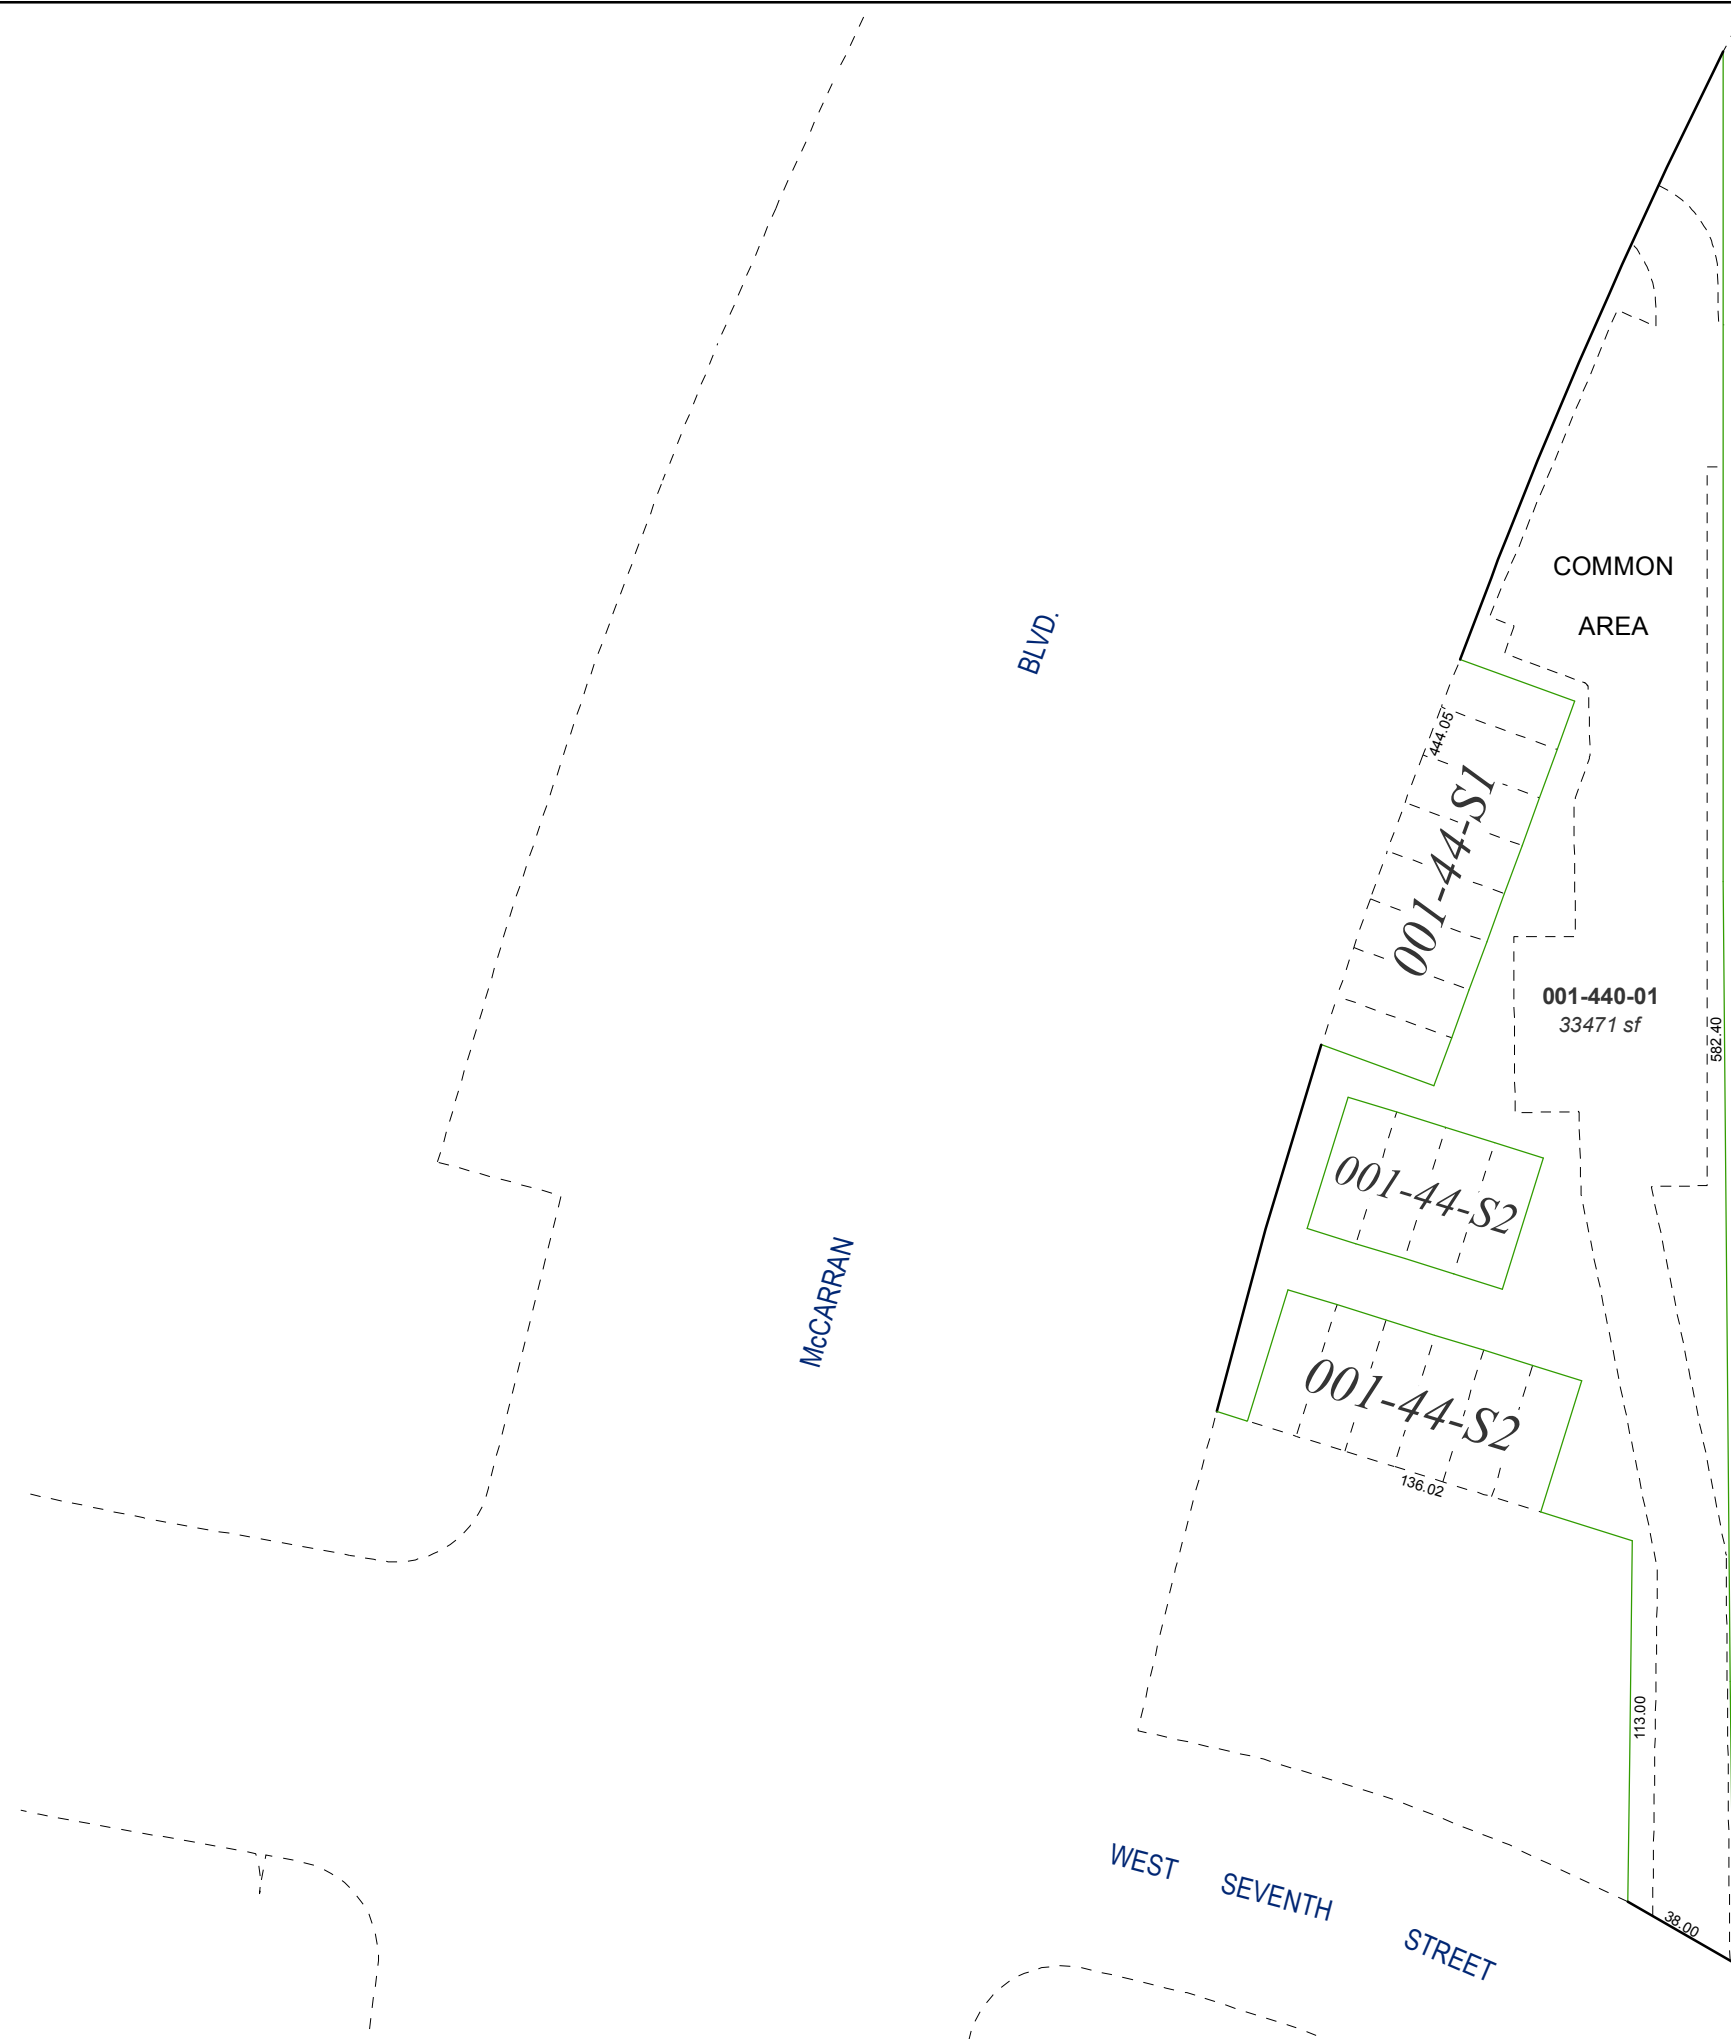 COMMON
AREA
BLVD.
444.05
001-44-S1
001-440-01
33471 sf
582.40
001-44-S2
McCARRAN
001-44-S2
136.02
113.00
WEST SEVENTH STREET
38.00